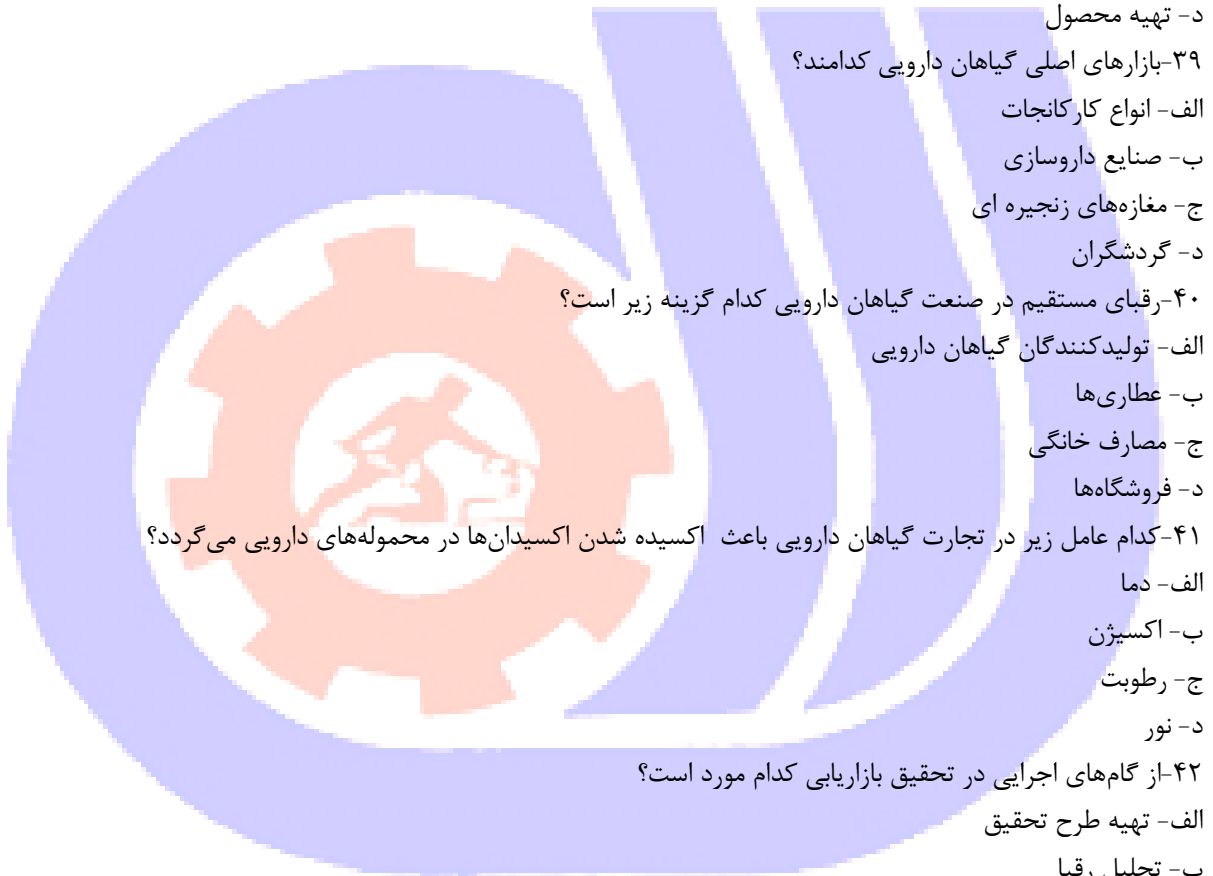 د- تهیه محصول
۳۹-بازارهای اصلی گیاهان دارویی کدامند؟
الف- انواع کارکانجات
ب- صنایع داروسازی
ج- مغازه‌های زنجیره ای
د- گردشگران
۴۰-رقبای مستقیم در صنعت گیاهان دارویی کدام گزینه زیر است؟
الف- تولیدکنندگان گیاهان دارویی
ب- عطاری‌ها
ج- مصارف خانگی
د- فروشگاه‌ها
۴۱-کدام عامل زیر در تجارت گیاهان دارویی باعث اکسیده شدن اکسیدان‌ها در محموله‌های دارویی می‌گردد؟
الف- دما
ب- اکسیژن
ج- رطوبت
د- نور
۴۲-از گام‌های اجرایی در تحقیق بازاریابی کدام مورد است؟
الف- تهیه طرح تحقیق
ب- تحلیل رقبا